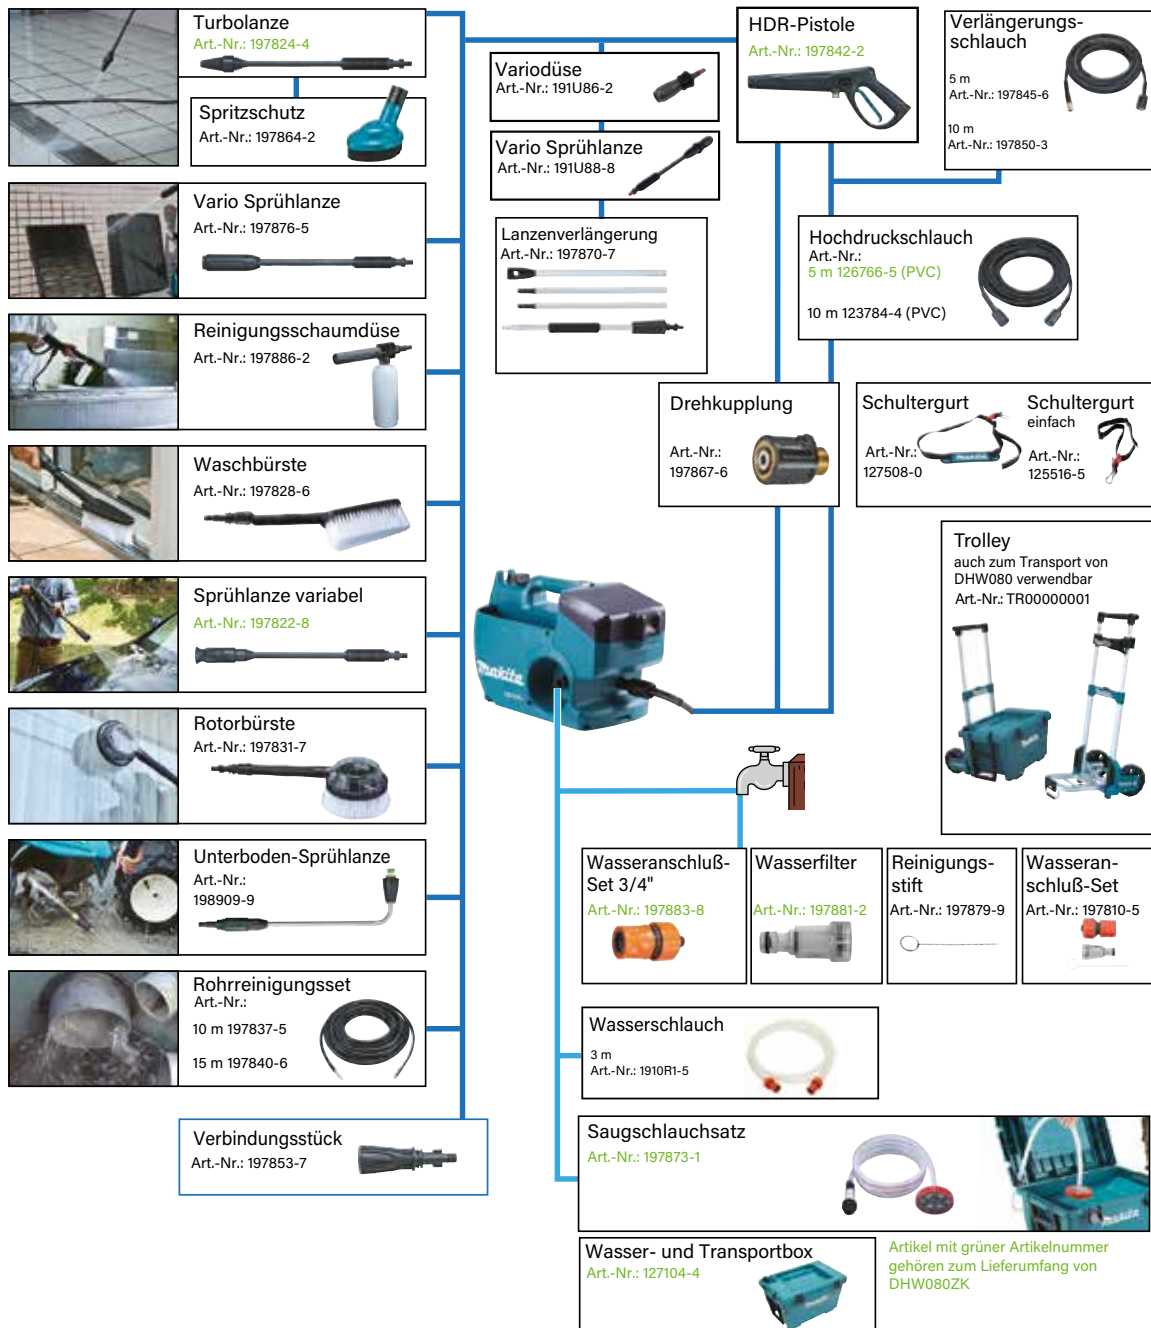 Turbolanze
Art.-Nr.: 197824-4
Spritzschutz
Art.-Nr.: 197864-2
Vario Sprühlanze
Art.-Nr.: 197876-5
Reinigungsschaumdüse
Art.-Nr.: 197886-2
Waschbürste
Art.-Nr.: 197828-6
Sprühlanze variabel
Art.-Nr.: 197822-8
Rotorbürste
Art.-Nr.: 197831-7
Unterboden-Sprühlanze
Art.-Nr.:
198909-9
Rohrreinigungsset
Art.-Nr.:
10 m 197837-5
15 m 197840-6
Verbindungsstück
Art.-Nr.: 197853-7
Variodüse
Art.-Nr.: 191U86-2
Vario Sprühlanze
Art.-Nr.: 191U88-8
Lanzenverlängerung
Art.-Nr.: 197870-7
HDR-Pistole
Art.-Nr.: 197842-2
Verlängerungs-
schlauch
5 m
Art.-Nr.: 197845-6
10 m
Art.-Nr.: 197850-3
Hochdruckschlauch
Art.-Nr.:
5 m 126766-5 (PVC)
10 m 123784-4 (PVC)
Drehkupplung
Art.-Nr.:
197867-6
Schultergurt
Art.-Nr.:
127508-0
Schultergurt
einfach
Art.-Nr.:
125516-5
Trolley
auch zum Transport von
DHW080 verwendbar
Art.-Nr.: TR00000001
makita
Wasseranschluß-
Set 3/4"
Art.-Nr.: 197883-8
Wasserfilter
Art.-Nr.: 197881-2
Reinigungs-
stift
Art.-Nr.: 197879-9
Wasseran-
schluß-Set
Art.-Nr.: 197810-5
Wasserschlauch
3 m
Art.-Nr.: 1910R1-5
Saugschlauchsatz
Art.-Nr.: 197873-1
makita
Wasser- und Transportbox
Art.-Nr.: 127104-4
Artikel mit grüner Artikelnummer
gehören zum Lieferumfang von
DHW080ZK